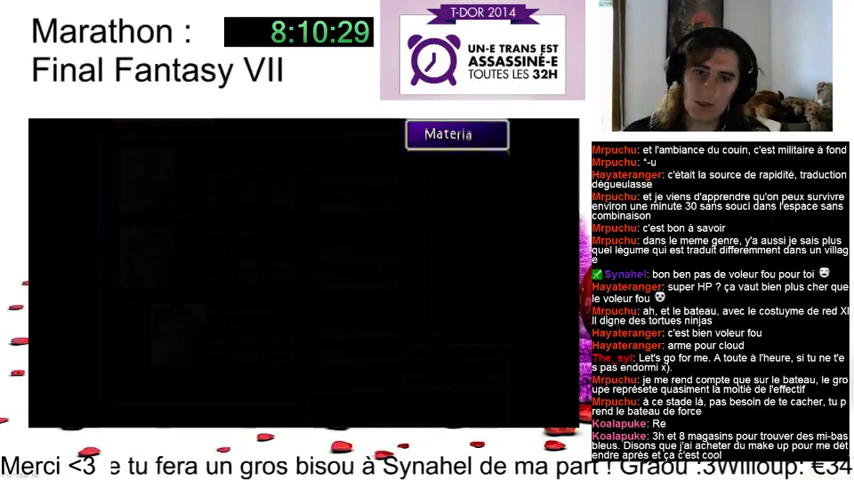 Marathon :
Final Fantasy VII
8:10:29
T-DOR 2014
UN-E TRANS EST
ASSASSINÉ-E
TOUTES LES 32H
Materia
Mrpuchu: et l'ambiance du couin, c'est militaire à fond
Mrpuchu: *-u
Hayateranger: c'était la source de rapidité, traduction
dégueulasse
Mrpuchu: et je viens d'apprendre qu'on peux survivre
environ une minute 30 sans souci dans l'espace sans
combinaison
Mrpuchu: c'est bon à savoir
Mrpuchu: dans le meme genre, y'a aussi je sais plus
quel légume qui est traduit différemment dans un villag
e
Synahel: bon ben pas de voleur fou pour toi
Hayateranger: super HP ? ça vaut bien plus cher que
le voleur fou
Mrpuchu: ah, et le bateau, avec le costuyme de red XI
II digne des tortues ninjas
Hayateranger: c'est bien voleur fou
Hayateranger: arme pour cloud
The_syl: Let's go for me. A toute à l'heure, si tu ne t'e
s pas endormi x).
Mrpuchu: je me rend compte que sur le bateau, le gro
upe représete quasiment la moitié de l'effectif
Mrpuchu: à ce stade là, pas besoin de te cacher, tu p
rend le bateau de force
Koalapuke: Re
Koalapuke: 3h et 8 magasins pour trouver des mi-bas
bleus. Disons que j'ai acheter du make up pour me dét
endre après et ça c'est cool
Merci <3 e tu fera un gros bisou à Synahel de ma part ! Graou :3Willoup: €34